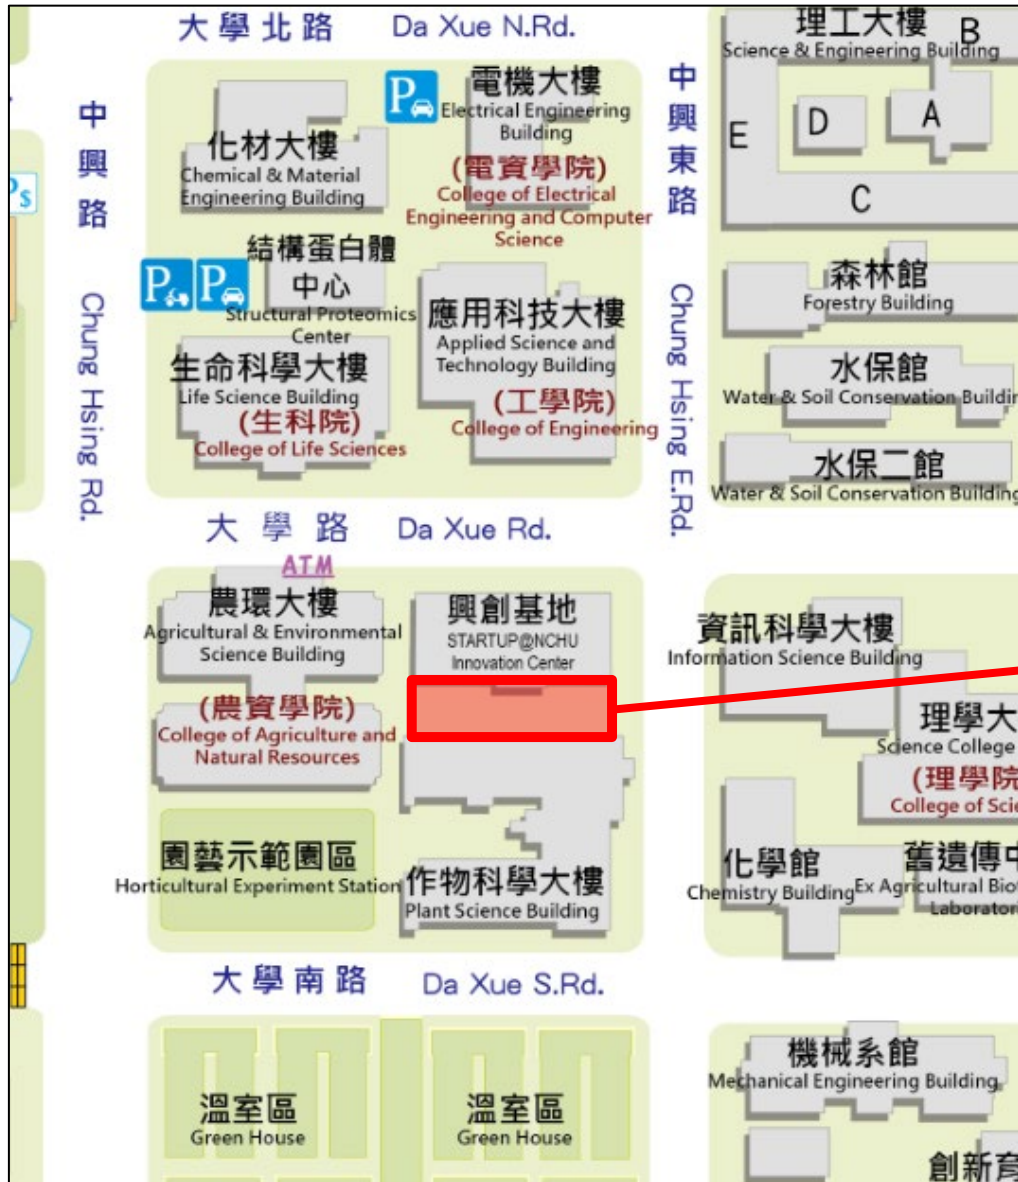 大學北路 Da Xue N.Rd.
中興路 Chung Hsing Rd.
中興東路 Chung Hsing E.Rd.
P
電機大樓
Electrical Engineering
Building
(電資學院)
College of Electrical
Engineering and Computer
Science
化材大樓
Chemical & Material
Engineering Building
結構蛋白體
中心
Structural Proteomics
Center
P P
應用科技大樓
Applied Science and
Technology Building
(工學院)
College of Engineering
生命科學大樓
Life Science Building
(生科院)
College of Life Sciences
理工大樓
Science & Engineering Building
B
E
D
A
C
森林館
Forestry Building
水保館
Water & Soil Conservation Buildin
水保二館
Water & Soil Conservation Building
PS
大學路 Da Xue Rd.
ATM
農環大樓
Agricultural & Environmental
Science Building
(農資學院)
College of Agriculture and
Natural Resources
興創基地
STARTUP@NCHU
Innovation Center
園藝示範園區
Horticultural Experiment Station
作物科學大樓
Plant Science Building
資訊科學大樓
Information Science Building
理學大
Science College
(理學院
College of Scie
化學館
Chemistry Building
舊遺傳中
Ex Agricultural Biot
Laborator
大學南路 Da Xue S.Rd.
溫室區
Green House
溫室區
Green House
機械系館
Mechanical Engineering Building
創新育